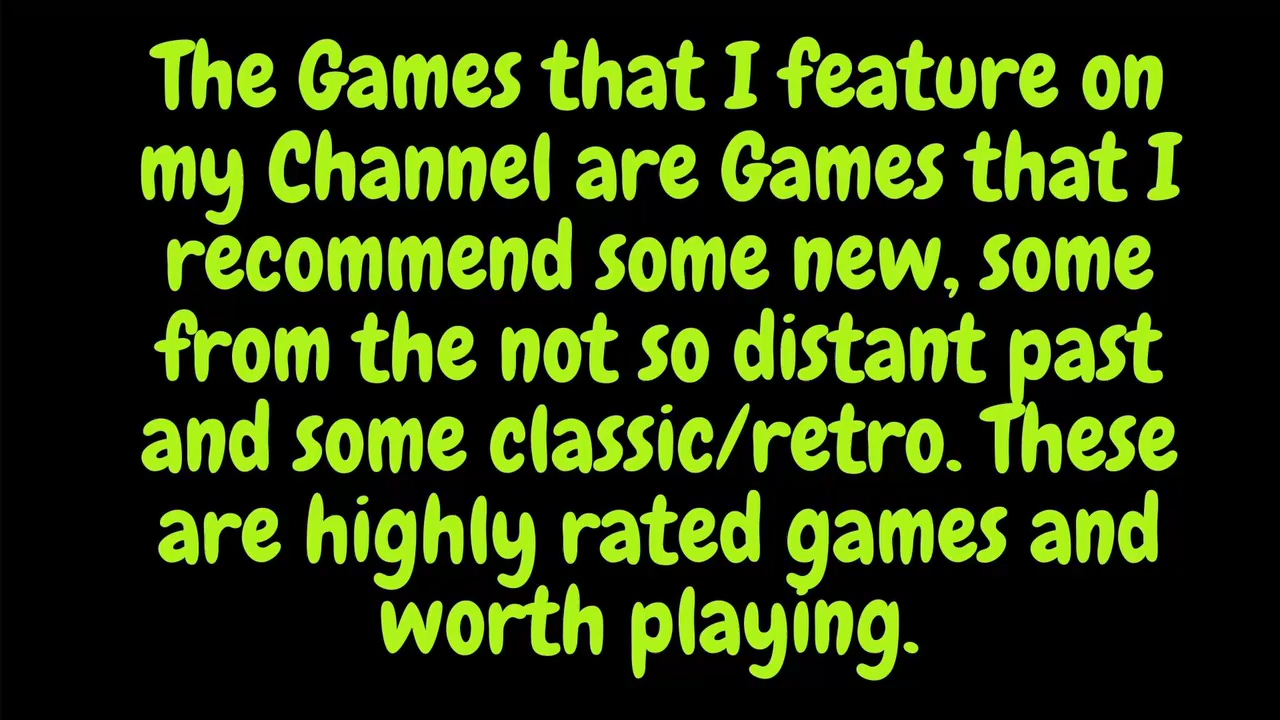 The Games that I feature on
my Channel are Games that I
recommend some new, some
from the not so distant past
and some classic/retro. These
are highly rated games and
worth playing.